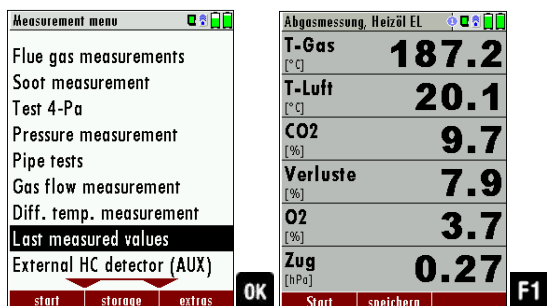 Measurement menu
Flue gas measurements
Soot measurement
Test 4-Pa
Pressure measurement
Pipe tests
Gas flow measurement
Diff. temp. measurement
Last measured values
External HC detector (AUX)
start storage extras
OK
Abgasmessung, Heizöl EL
T-Gas 187.2
[°C]
T-Luft 20.1
[°C]
CO2 9.7
[%]
Verluste 7.9
[%]
O2 3.7
[%]
Zug 0.27
[hPa]
Start speichern
F1